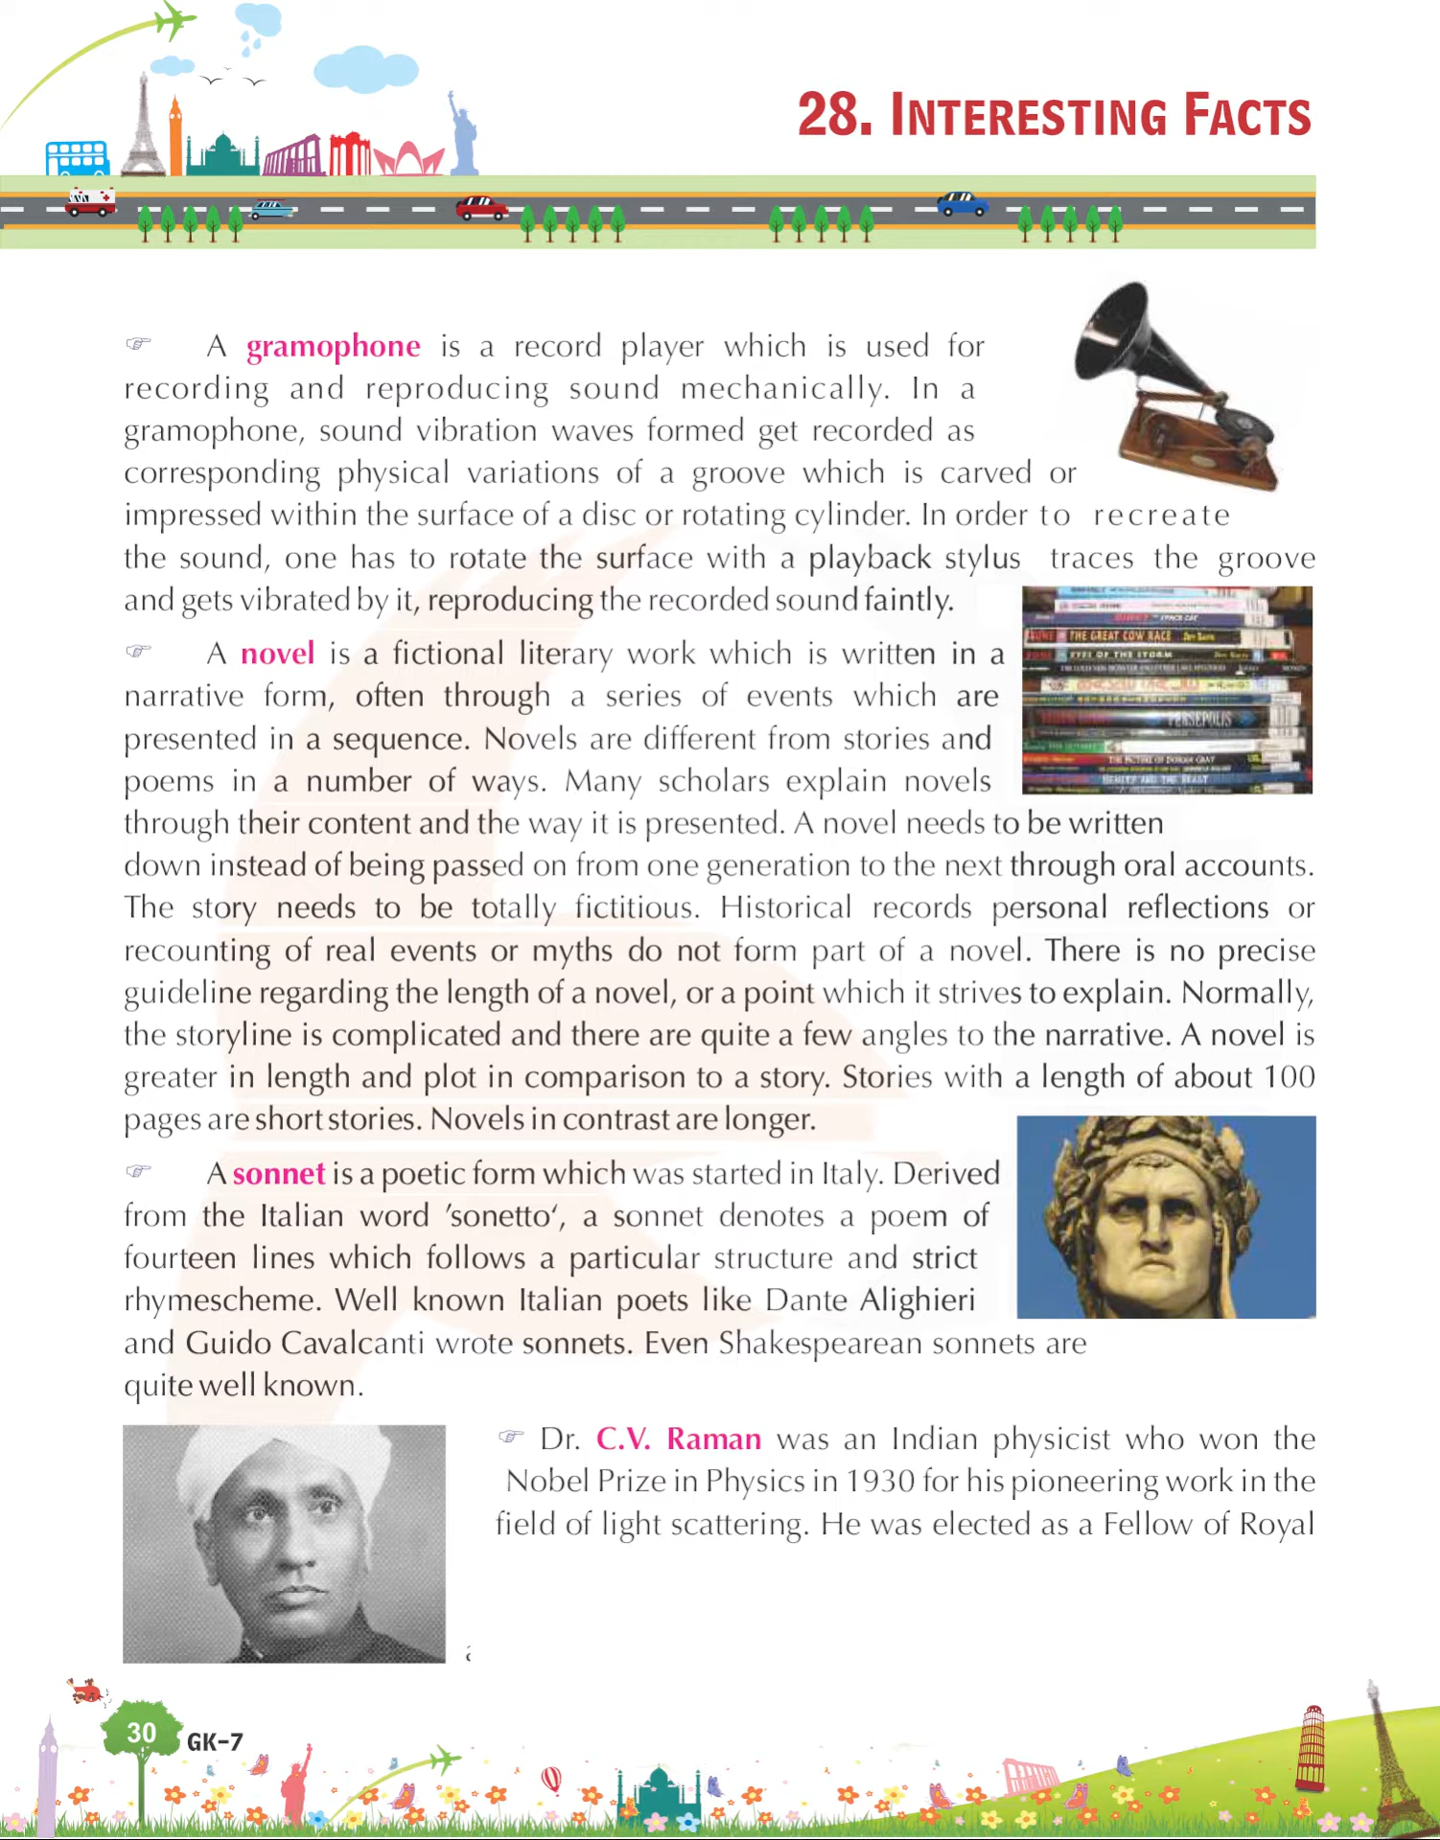 28. INTERESTING FACTS
☞ A gramophone is a record player which is used for
recording and reproducing sound mechanically. In a
gramophone, sound vibration waves formed get recorded as
corresponding physical variations of a groove which is carved or
impressed within the surface of a disc or rotating cylinder. In order to recreate
the sound, one has to rotate the surface with a playback stylus traces the groove
and gets vibrated by it, reproducing the recorded sound faintly.
THE GREAT COW RACE
EYES OF THE STORM
PERSEPOLIS
THE PICTURE OF DORIAN GRAY
BEAUTY AND THE BEAST
☞ A novel is a fictional literary work which is written in a
narrative form, often through a series of events which are
presented in a sequence. Novels are different from stories and
poems in a number of ways. Many scholars explain novels
through their content and the way it is presented. A novel needs to be written
down instead of being passed on from one generation to the next through oral accounts.
The story needs to be totally fictitious. Historical records personal reflections or
recounting of real events or myths do not form part of a novel. There is no precise
guideline regarding the length of a novel, or a point which it strives to explain. Normally,
the storyline is complicated and there are quite a few angles to the narrative. A novel is
greater in length and plot in comparison to a story. Stories with a length of about 100
pages are short stories. Novels in contrast are longer.
☞ A sonnet is a poetic form which was started in Italy. Derived
from the Italian word ’sonetto‘, a sonnet denotes a poem of
fourteen lines which follows a particular structure and strict
rhymescheme. Well known Italian poets like Dante Alighieri
and Guido Cavalcanti wrote sonnets. Even Shakespearean sonnets are
quite well known.
☞ Dr. C.V. Raman was an Indian physicist who won the
Nobel Prize in Physics in 1930 for his pioneering work in the
field of light scattering. He was elected as a Fellow of Royal
30
GK–7